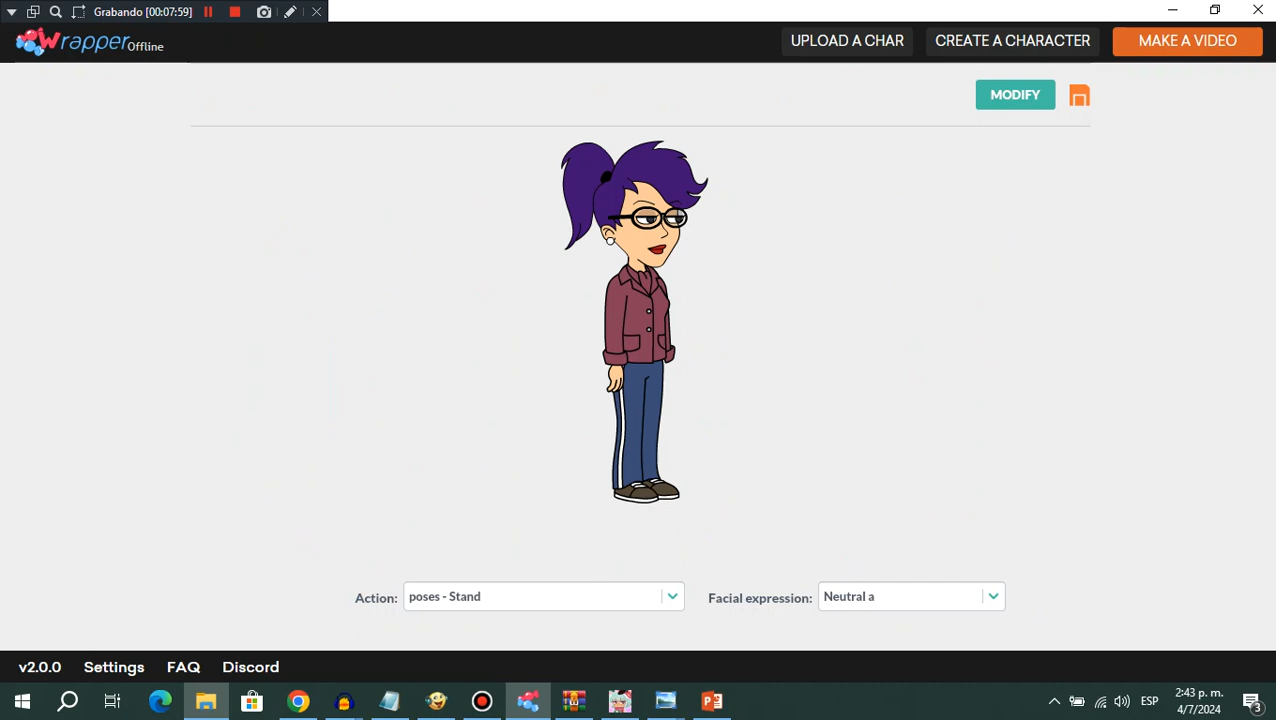 Grabando [00:07:59]
Wrapper Offline
UPLOAD A CHAR
CREATE A CHARACTER
MAKE A VIDEO
MODIFY
Action: poses - Stand
Facial expression: Neutral a
v2.0.0 Settings FAQ Discord
ESP
2:43 p. m.
4/7/2024
3